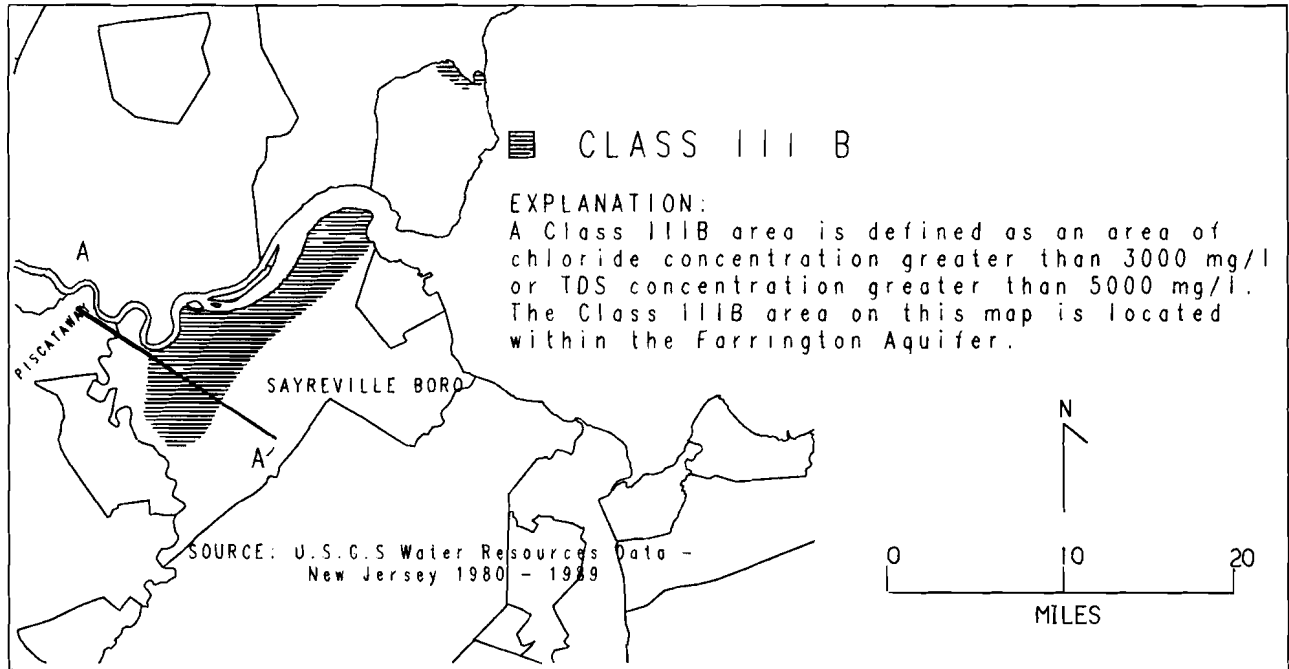 CLASS III B
EXPLANATION:
A Class IIIB area is defined as an area of
chloride concentration greater than 3000 mg/l
or TDS concentration greater than 5000 mg/l.
The Class IIIB area on this map is located
within the Farrington Aquifer.
A
PISCATAWAY
SAYREVILLE BORO
A'
N
SOURCE: U.S.G.S Water Resources Data -
New Jersey 1980 - 1989
0 10 20
MILES